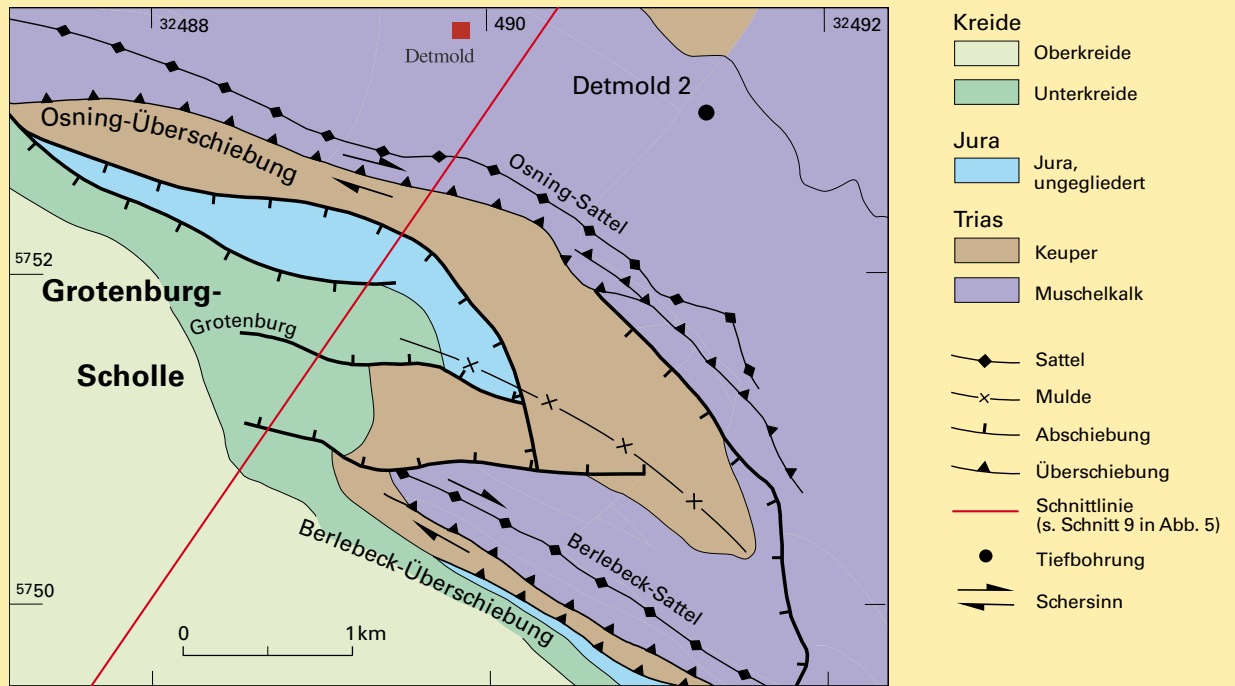 32488
490
32492
Detmold
Detmold 2
Osning-Überschiebung
Osning-Sattel
5752
Grotenburg-
Grotenburg
Scholle
Berlebeck-Überschiebung
Berlebeck-Sattel
5750
0 1 km
Kreide
Oberkreide
Unterkreide
Jura
Jura,
ungegliedert
Trias
Keuper
Muschelkalk
Sattel
Mulde
Abschiebung
Überschiebung
Schnittlinie
(s. Schnitt 9 in Abb. 5)
Tiefbohrung
Schersinn